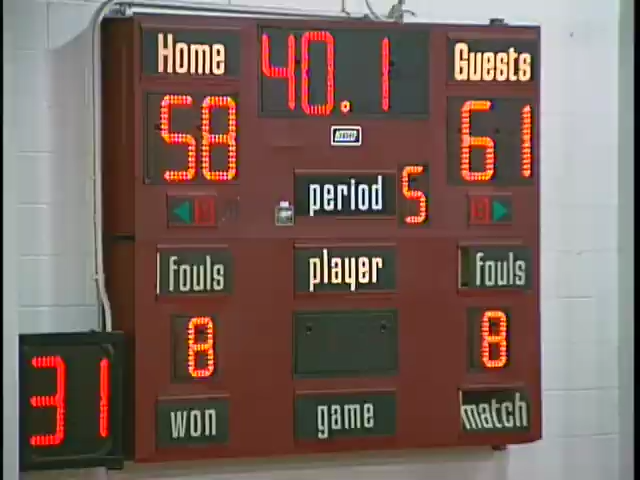 Home 40.1 Guests
58 61
period 5
fouls player fouls
8 8
31
won game match